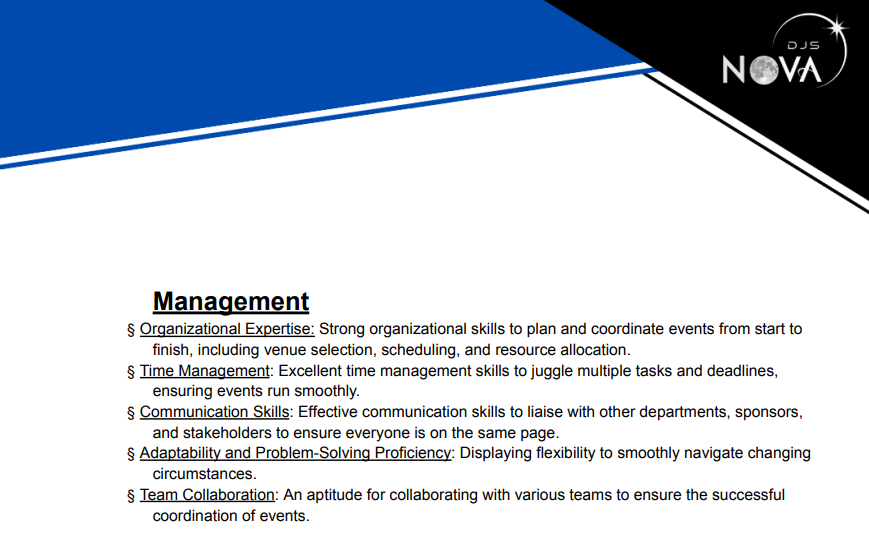 DJS
NOVA
Management
§ Organizational Expertise: Strong organizational skills to plan and coordinate events from start to
finish, including venue selection, scheduling, and resource allocation.
§ Time Management: Excellent time management skills to juggle multiple tasks and deadlines,
ensuring events run smoothly.
§ Communication Skills: Effective communication skills to liaise with other departments, sponsors,
and stakeholders to ensure everyone is on the same page.
§ Adaptability and Problem-Solving Proficiency: Displaying flexibility to smoothly navigate changing
circumstances.
§ Team Collaboration: An aptitude for collaborating with various teams to ensure the successful
coordination of events.